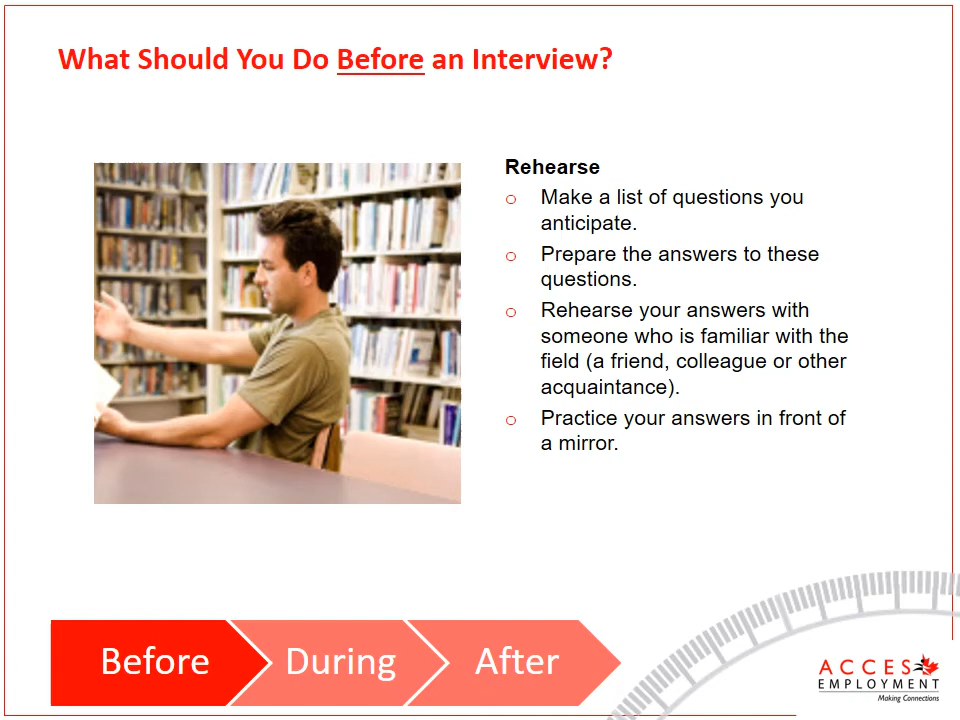 What Should You Do Before an Interview?
Rehearse
o Make a list of questions you
anticipate.
o Prepare the answers to these
questions.
o Rehearse your answers with
someone who is familiar with the
field (a friend, colleague or other
acquaintance).
o Practice your answers in front of
a mirror.
Before
During
After
ACCES
EMPLOYMENT
Making Connections